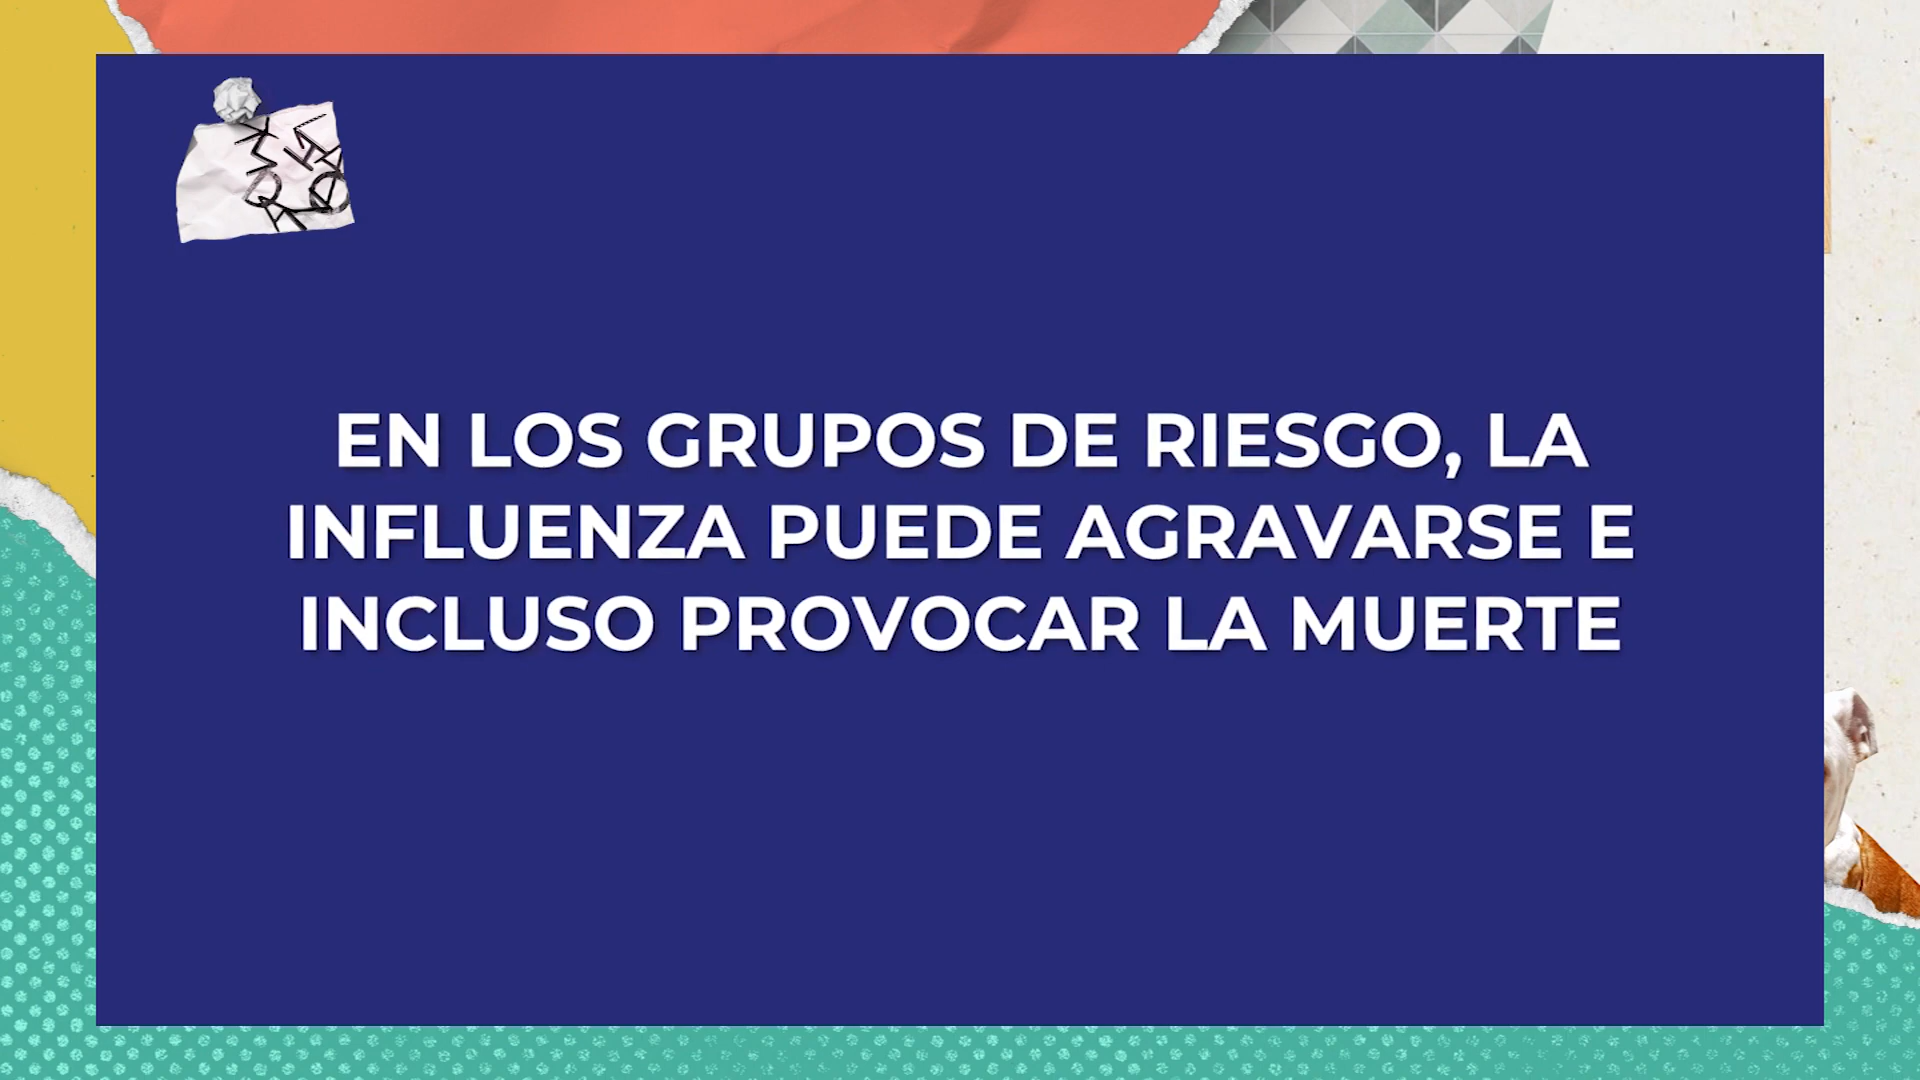 EN LOS GRUPOS DE RIESGO, LA
INFLUENZA PUEDE AGRAVARSE E
INCLUSO PROVOCAR LA MUERTE